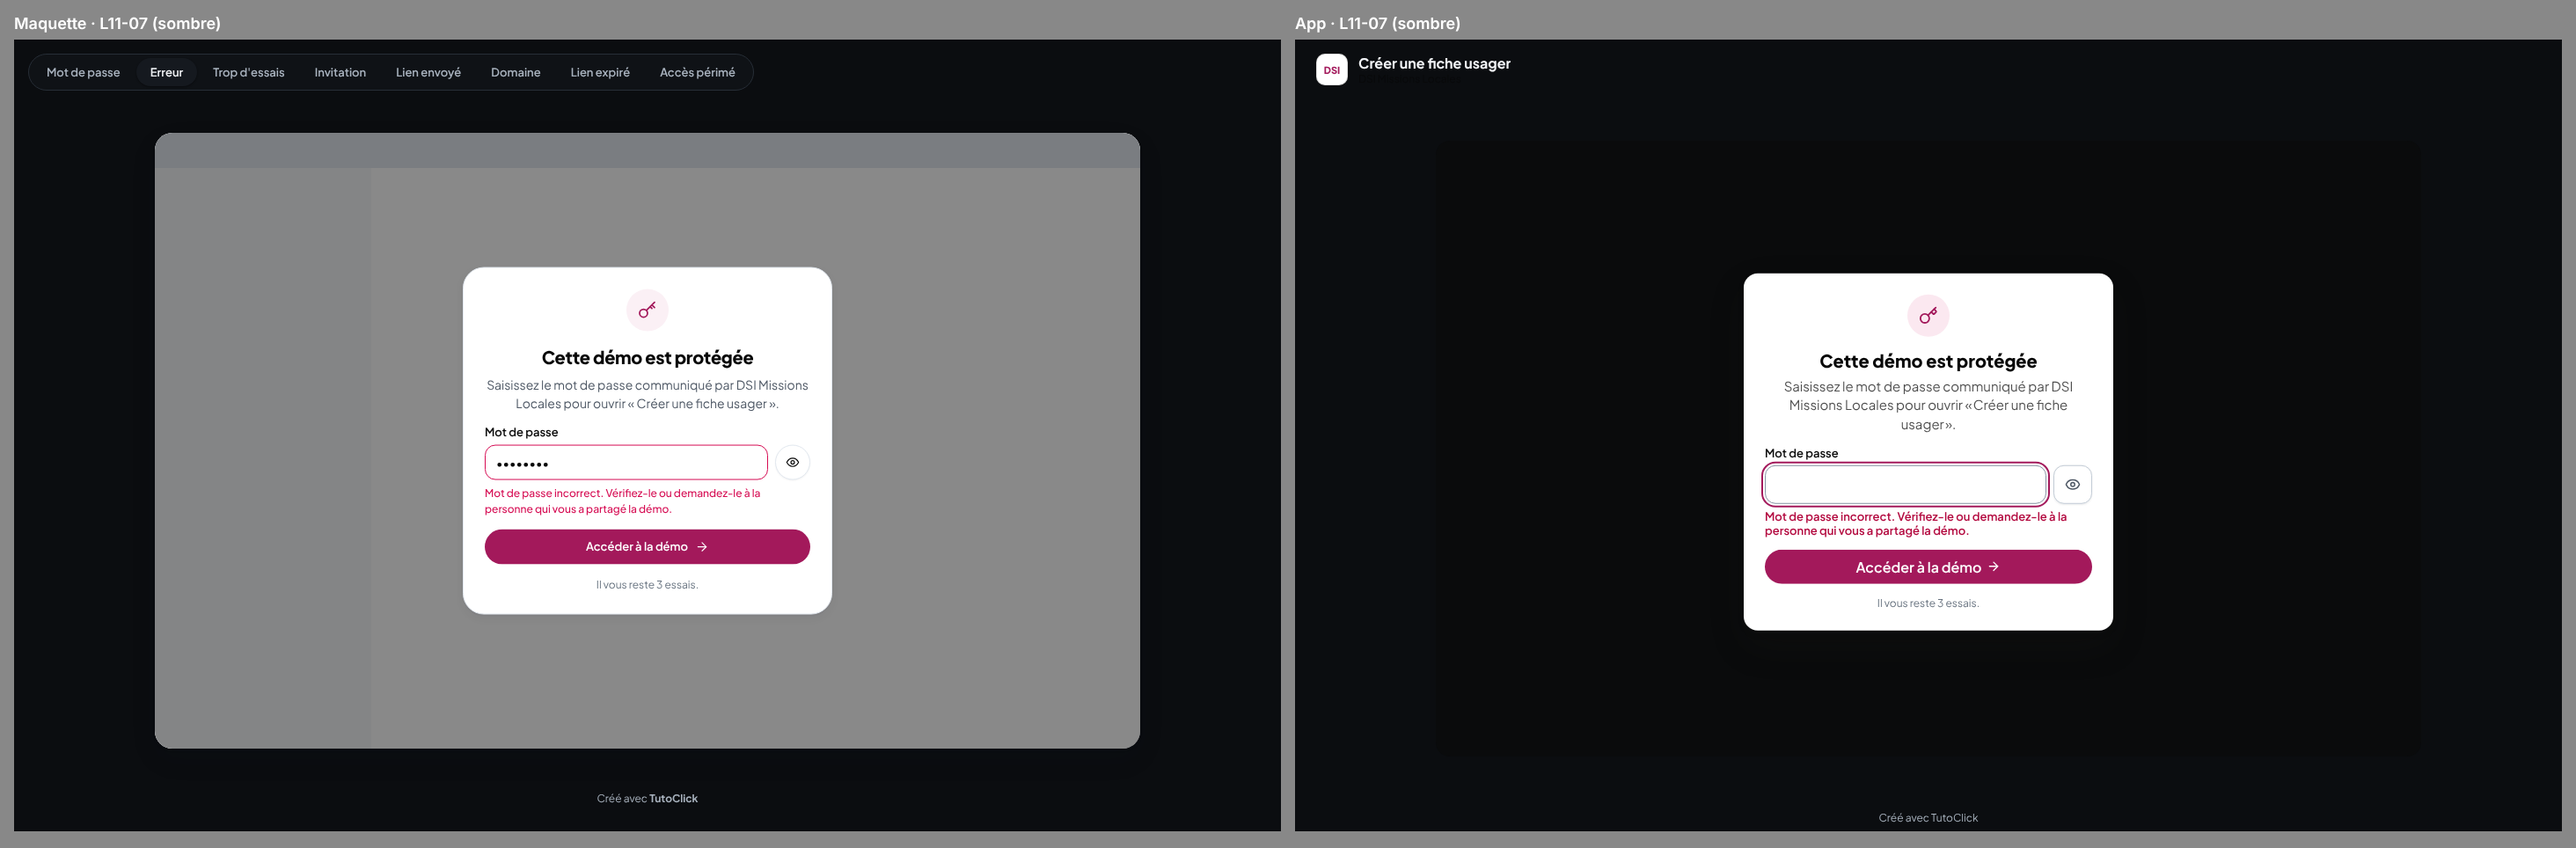 Maquette · L11-07 (sombre)
Mot de passe
Erreur
Trop d'essais
Invitation
Lien envoyé
Domaine
Lien expiré
Accès périmé
Cette démo est protégée
Saisissez le mot de passe communiqué par DSI Missions
Locales pour ouvrir « Créer une fiche usager ».
Mot de passe
Mot de passe incorrect. Vérifiez-le ou demandez-le à la
personne qui vous a partagé la démo.
Accéder à la démo →
Il vous reste 3 essais.
Créé avec TutoClick
App · L11-07 (sombre)
DSI
Créer une fiche usager
Cette démo est protégée
Saisissez le mot de passe communiqué par DSI
Missions Locales pour ouvrir « Créer une fiche
usager ».
Mot de passe
Mot de passe incorrect. Vérifiez-le ou demandez-le à la
personne qui vous a partagé la démo.
Accéder à la démo →
Il vous reste 3 essais.
Créé avec TutoClick